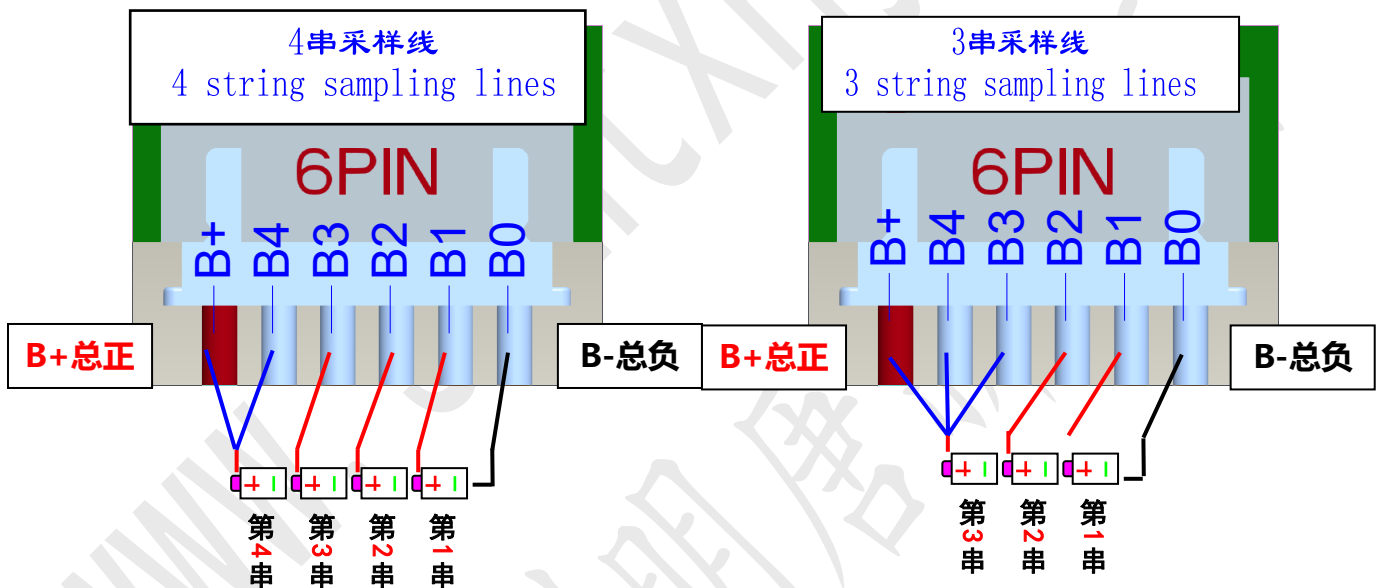 4串采样线
4 string sampling lines
6PIN
B+
B4
B3
B2
B1
B0
B+总正
B-总负
+ -
+ -
+ -
+ -
第4串
第3串
第2串
第1串
3串采样线
3 string sampling lines
6PIN
B+
B4
B3
B2
B1
B0
B+总正
B-总负
+ -
+ -
+ -
第3串
第2串
第1串